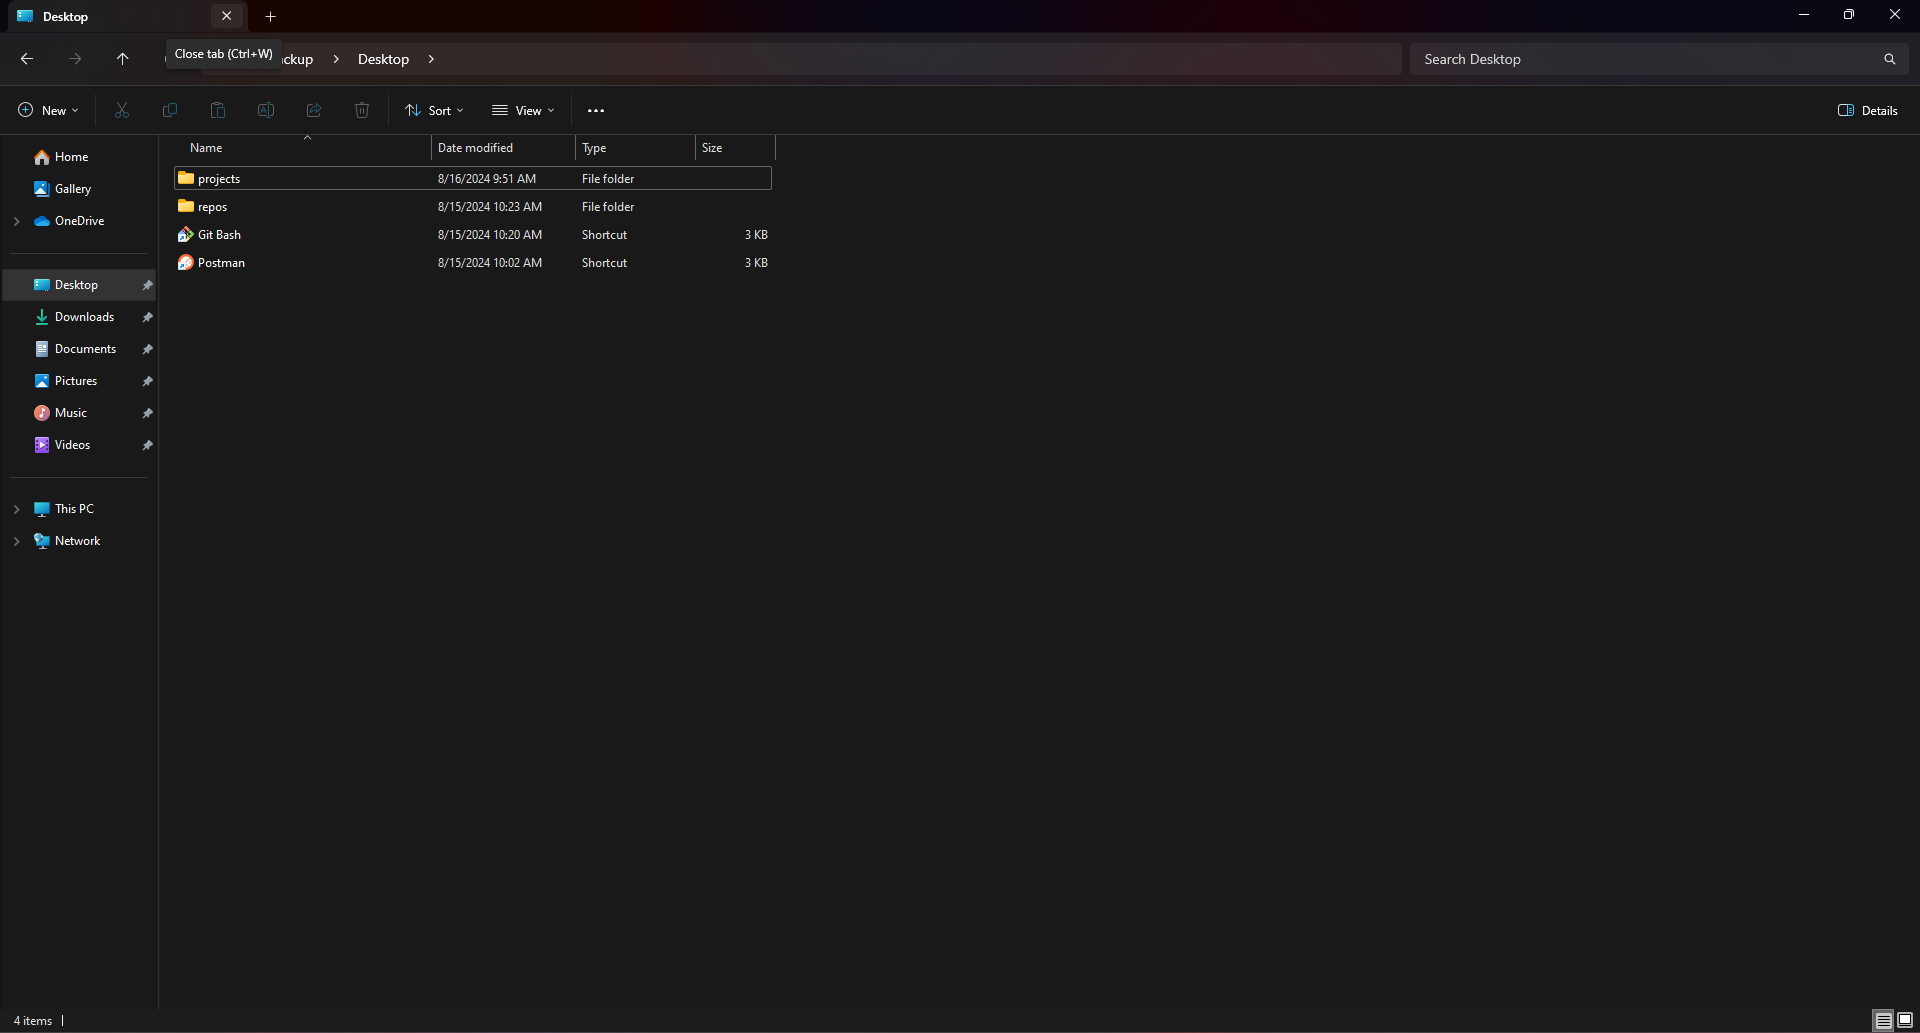 Desktop
Close tab (Ctrl+W)
Desktop
Search Desktop
New
Sort
View
Details
Name Date modified Type Size
projects 8/16/2024 9:51 AM File folder
repos 8/15/2024 10:23 AM File folder
Git Bash 8/15/2024 10:20 AM Shortcut 3 KB
Postman 8/15/2024 10:02 AM Shortcut 3 KB
Home
Gallery
OneDrive
Desktop
Downloads
Documents
Pictures
Music
Videos
This PC
Network
4 items